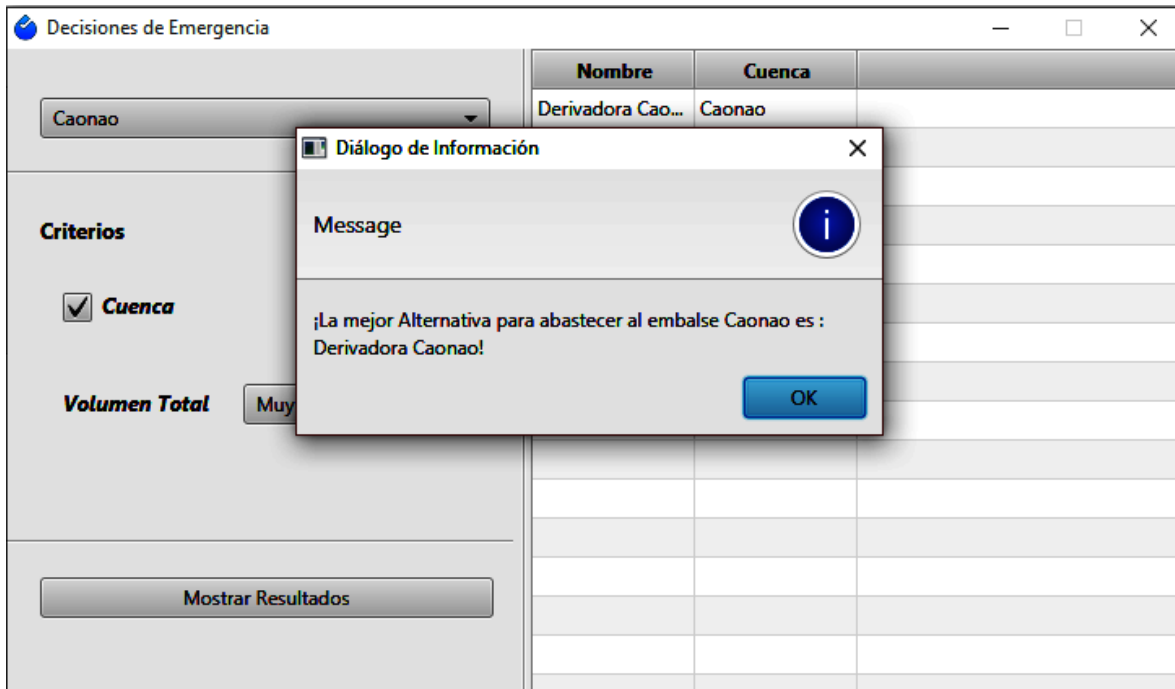 Decisiones de Emergencia
Nombre Cuenca
Caonao
Derivadora Cao... Caonao
Diálogo de Información
Criterios
Message
i
Cuenca
¡La mejor Alternativa para abastecer al embalse Caonao es :
Derivadora Caonao!
Volumen Total Muy
OK
Mostrar Resultados